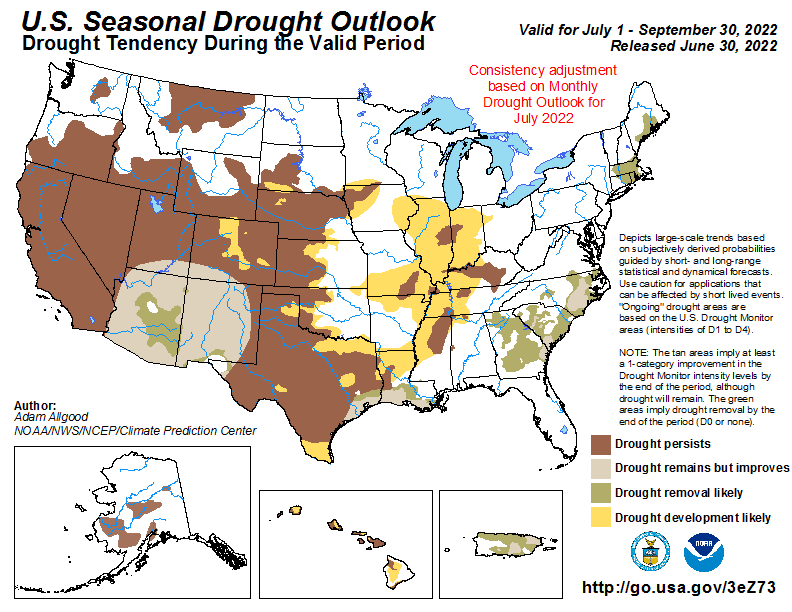 U.S. Seasonal Drought Outlook
Drought Tendency During the Valid Period
Valid for July 1 - September 30, 2022
Released June 30, 2022
Consistency adjustment
based on Monthly
Drought Outlook for
July 2022
Depicts large-scale trends based
on subjectively derived probabilities
guided by short- and long-range
statistical and dynamical forecasts.
Use caution for applications that
can be affected by short lived events.
"Ongoing" drought areas are
based on the U.S. Drought Monitor
areas (intensities of D1 to D4).
NOTE: The tan areas imply at least
a 1-category improvement in the
Drought Monitor intensity levels by
the end of the period, although
drought will remain. The green
areas imply drought removal by the
end of the period (D0 or none).
Author:
Adam Allgood
NOAA/NWS/NCEP/Climate Prediction Center
Drought persists
Drought remains but improves
Drought removal likely
Drought development likely
NOAA
http://go.usa.gov/3eZ73